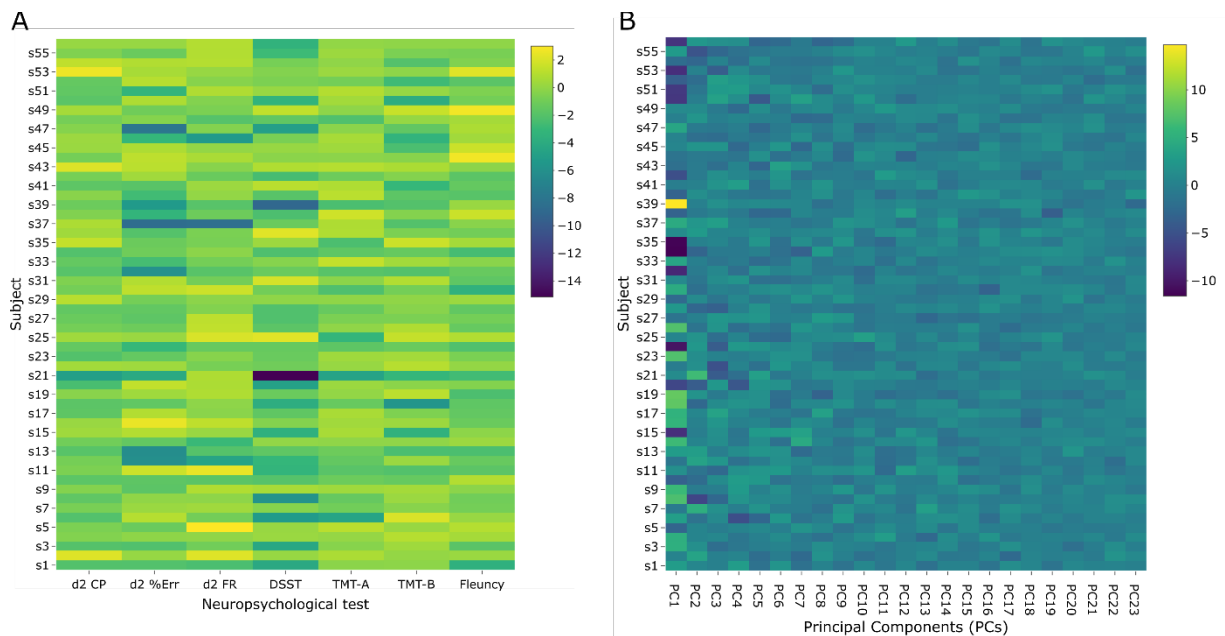 A
s55
s53
s51
s49
s47
s45
s43
s41
s39
s37
s35
s33
s31
s29
s27
s25
s23
s21
s19
s17
s15
s13
s11
s9
s7
s5
s3
s1
Subject
d2 CP d2 %Err d2 FR DSST TMT-A TMT-B Fleuncy
Neuropsychological test
2
0
−2
−4
−6
−8
−10
−12
−14
B
s55
s53
s51
s49
s47
s45
s43
s41
s39
s37
s35
s33
s31
s29
s27
s25
s23
s21
s19
s17
s15
s13
s11
s9
s7
s5
s3
s1
Subject
PC1 PC2 PC3 PC4 PC5 PC6 PC7 PC8 PC9 PC10 PC11 PC12 PC13 PC14 PC15 PC16 PC17 PC18 PC19 PC20 PC21 PC22 PC23
Principal Components (PCs)
10
5
0
−5
−10